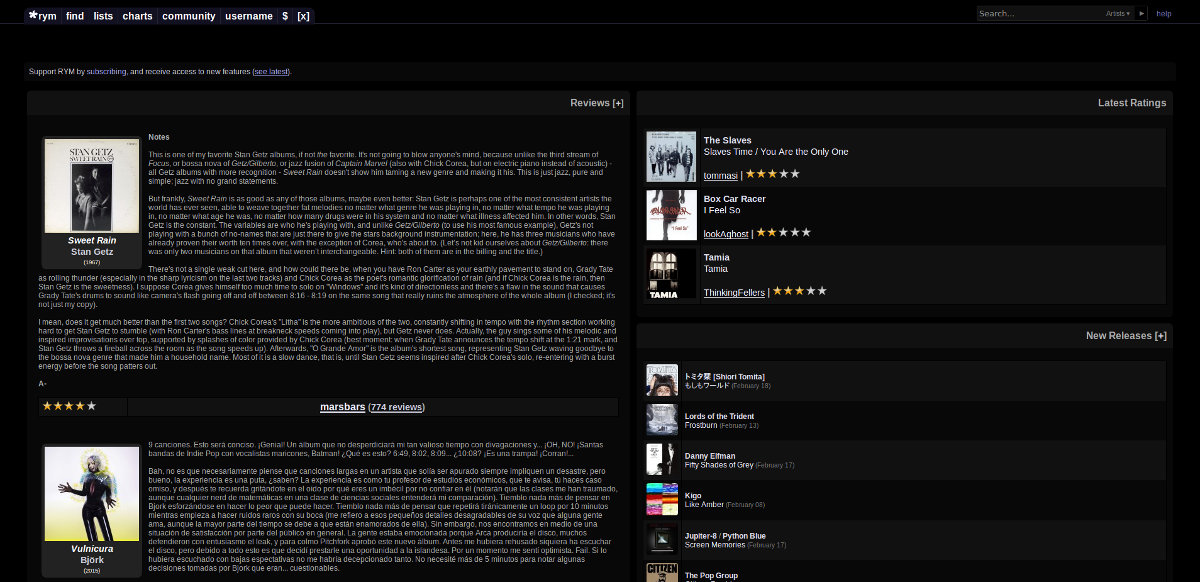 *rym find lists charts community username $ [x]
Search... Artists ▾ ▶ help
Support RYM by subscribing, and receive access to new features (see latest).
Reviews [+]
STAN GETZ
SWEET RAIN
Sweet Rain
Stan Getz
(1967)
Notes
This is one of my favorite Stan Getz albums, if not the favorite. It's not going to blow anyone's mind, because unlike the third stream of
Focus, or bossa nova of Getz/Gilberto, or jazz fusion of Captain Marvel (also with Chick Corea, but on electric piano instead of acoustic) -
all Getz albums with more recognition - Sweet Rain doesn't show him taming a new genre and making it his. This is just jazz, pure and
simple; jazz with no grand statements.
But frankly, Sweet Rain is as good as any of those albums, maybe even better. Stan Getz is perhaps one of the most consistent artists the
world has ever seen, able to weave together fat melodies no matter what genre he was playing in, no matter what tempo he was playing
in, no matter what age he was, no matter how many drugs were in his system and no matter what illness affected him. In other words, Stan
Getz is the constant. The variables are who he's playing with, and unlike Getz/Gilberto (to use his most famous example), Getz's not
playing with a bunch of no-names that are just there to give the stars background instrumentation; here, he has three musicians who have
already proven their worth ten times over, with the exception of Corea, who's about to. (Let's not kid ourselves about Getz/Gilberto: there
was only two musicians on that album that weren't interchangeable. Hint: both of them are in the billing and the title.)
There's not a single weak cut here, and how could there be, when you have Ron Carter as your earthly pavement to stand on, Grady Tate
as rolling thunder (especially in the sharp lyricism on the last two tracks) and Chick Corea as the poet's romantic glorification of rain (and if Chick Corea is the rain, then
Stan Getz is the sweetness). I suppose Corea gives himself too much time to solo on "Windows" and it's kind of directionless and there's a flaw in the sound that causes
Grady Tate's drums to sound like camera's flash going off and off between 8:16 - 8:19 on the same song that really ruins the atmosphere of the whole album (I checked; it's
not just my copy).
I mean, does it get much better than the first two songs? Chick Corea's "Litha" is the more ambitious of the two, constantly shifting in tempo with the rhythm section working
hard to get Stan Getz to stumble (with Ron Carter's bass lines at breakneck speeds coming into play), but Getz never does. Actually, the guy sings some of his melodic and
inspired improvisations over top, supported by splashes of color provided by Chick Corea (best moment: when Grady Tate announces the tempo shift at the 1:21 mark, and
Stan Getz throws a fireball across the room as the song speeds up). Afterwards, "O Grande Amor" is the album's shortest song, representing Stan Getz waving goodbye to
the bossa nova genre that made him a household name. Most of it is a slow dance, that is, until Stan Getz seems inspired after Chick Corea's solo, re-entering with a burst
energy before the song patters out.
A-
marsbars (774 reviews)
Vulnicura
Björk
(2015)
9 canciones. Esto será conciso. ¡Genial! Un álbum que no desperdiciará mi tan valioso tiempo con divagaciones y... ¡OH, NO! ¡Santas
bandas de Indie Pop con vocalistas maricones, Batman! ¿Qué es esto? 6:49, 8:02, 8:09... ¿10:08? ¡Es una trampa! ¡Corran!...
Bah, no es que necesariamente piense que canciones largas en un artista que solía ser apurado siempre impliquen un desastre, pero
bueno, la experiencia es una puta, ¿saben? La experiencia es como tu profesor de estudios económicos, que te avisa, tú haces caso
omiso, y después te recuerda gritándote en el oído por qué eres un imbécil por no confiar en él (notarán que las clases me han traumado,
aunque cualquier nerd de matemáticas en una clase de ciencias sociales entenderá mi comparación). Tiemblo nada más de pensar en
Björk esforzándose en hacer lo peor que puede hacer. Tiemblo nada más de pensar que repetirá tiránicamente un loop por 10 minutos
mientras empieza a hacer ruidos raros con su boca (me refiero a esos pequeños detalles desagradables de su voz que alguna gente
ama, aunque la mayor parte del tiempo se debe a que están enamorados de ella). Sin embargo, nos encontramos en medio de una
situación de satisfacción por parte del público en general. La gente estaba emocionada porque Arca produciría el disco, muchos
defendieron con entusiasmo el leak, y para colmo Pitchfork aprobó este nuevo álbum. Antes me hubiera rehusado siquiera ha escuchar
el disco, pero debido a todo esto es que decidí prestarle una oportunidad a la islandesa. Por un momento me sentí optimista. Fail. Si lo
hubiera escuchado con bajas espectativas no me habría decepcionado tanto. No necesité más de 5 minutos para notar algunas
decisiones tomadas por Björk que eran... cuestionables.
Latest Ratings
The Slaves
Slaves Time / You Are the Only One
tommasi |
Box Car Racer
I Feel So
lookAghost |
TAMIA
Tamia
Tamia
ThinkingFellers |
New Releases [+]
トミタ栞 [Shiori Tomita]
もしもワールド (February 18)
Lords of the Trident
Frostburn (February 13)
Danny Elfman
Fifty Shades of Grey (February 17)
Kigo
Like Amber (February 08)
Jupiter-8 / Python Blue
Screen Memories (February 17)
CITIZEN
The Pop Group